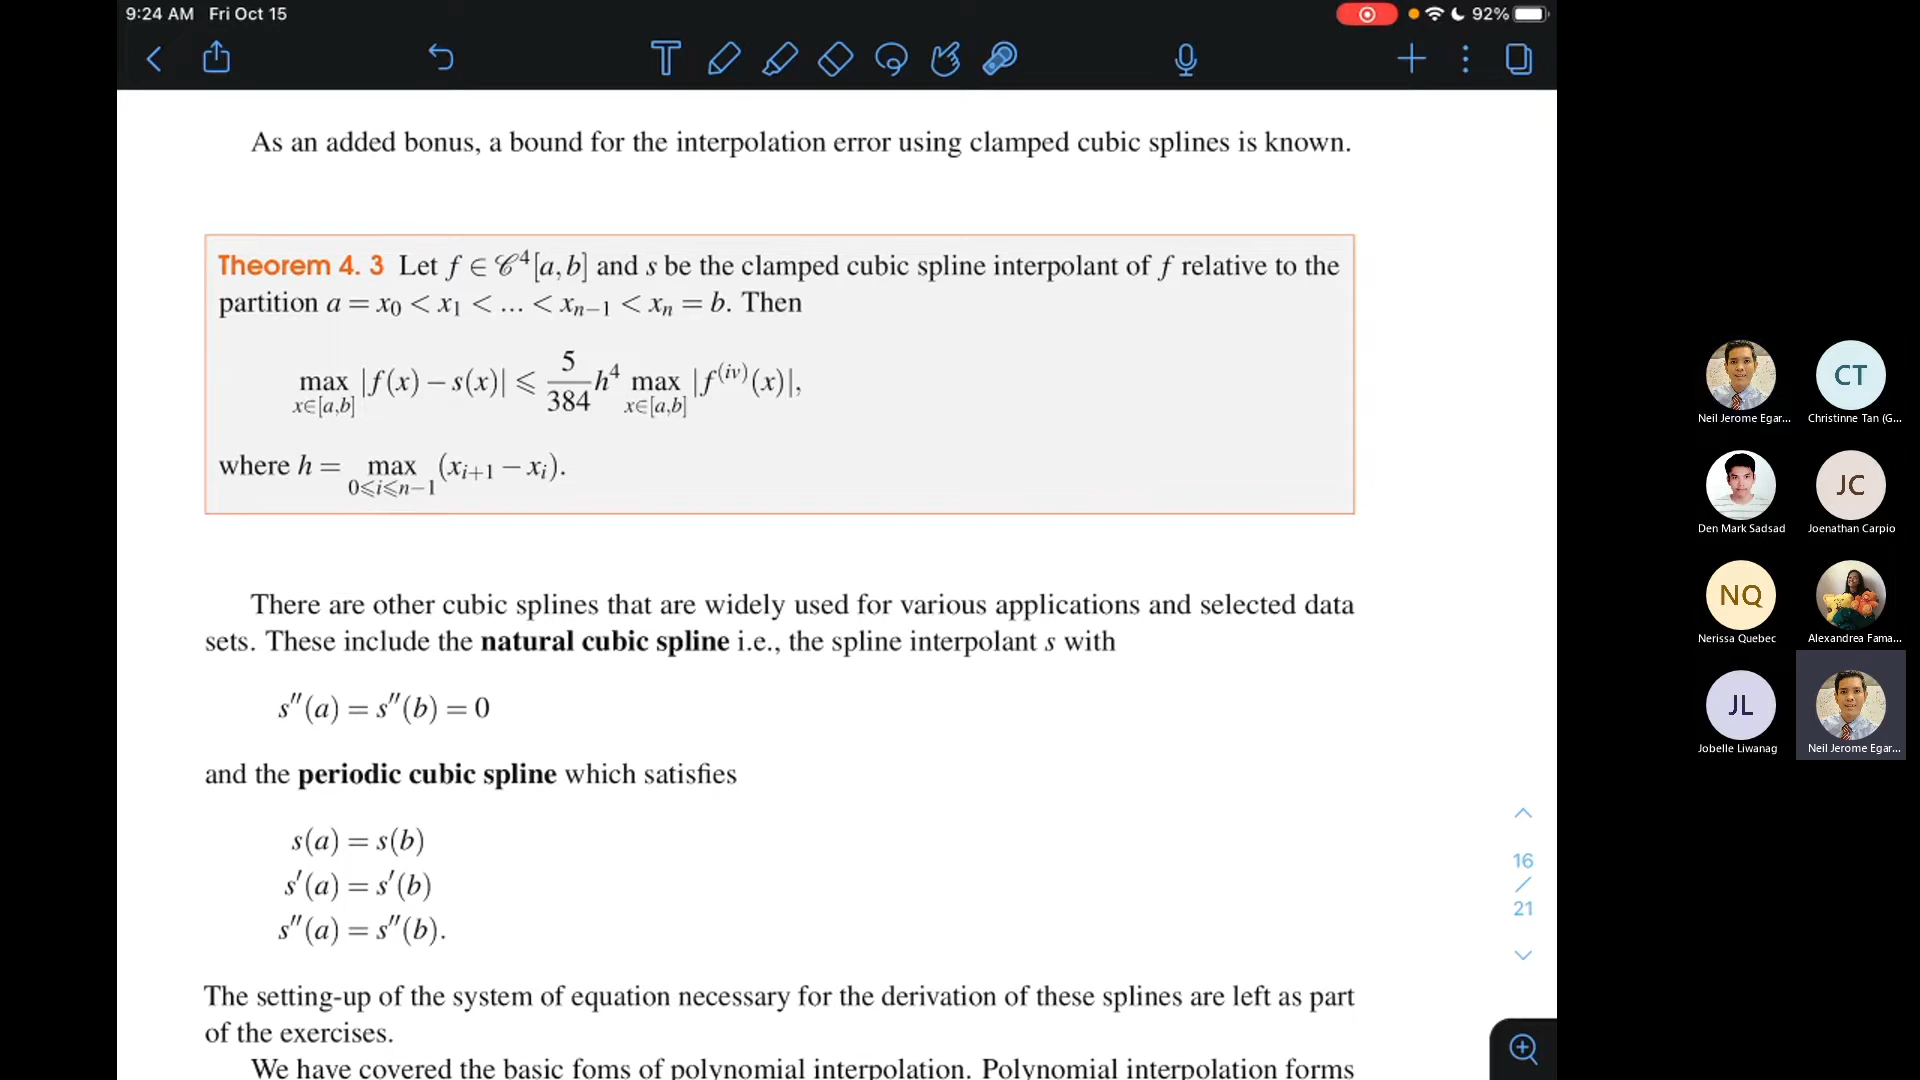 9:24 AM Fri Oct 15
92%
As an added bonus, a bound for the interpolation error using clamped cubic splines is known.
Theorem 4. 3 Let f ∈ 𝒞⁴[a,b] and s be the clamped cubic spline interpolant of f relative to the
partition a = x₀ < x₁ < ... < xₙ₋₁ < xₙ = b. Then
max_{x∈[a,b]} |f(x) − s(x)| ⩽ 5/384 h⁴ max_{x∈[a,b]} |f^{(iv)}(x)|,
where h = max_{0⩽i⩽n−1} (x_{i+1} − x_i).
There are other cubic splines that are widely used for various applications and selected data
sets. These include the natural cubic spline i.e., the spline interpolant s with
s″(a) = s″(b) = 0
and the periodic cubic spline which satisfies
s(a) = s(b)
s′(a) = s′(b)
s″(a) = s″(b).
The setting-up of the system of equation necessary for the derivation of these splines are left as part
of the exercises.
We have covered the basic foms of polynomial interpolation. Polynomial interpolation forms
16
/
21
T
Neil Jerome Egar...
CT
Christinne Tan (G...
Den Mark Sadsad
JC
Joenathan Carpio
NQ
Nerissa Quebec
Alexandrea Fama...
JL
Jobelle Liwanag
Neil Jerome Egar...